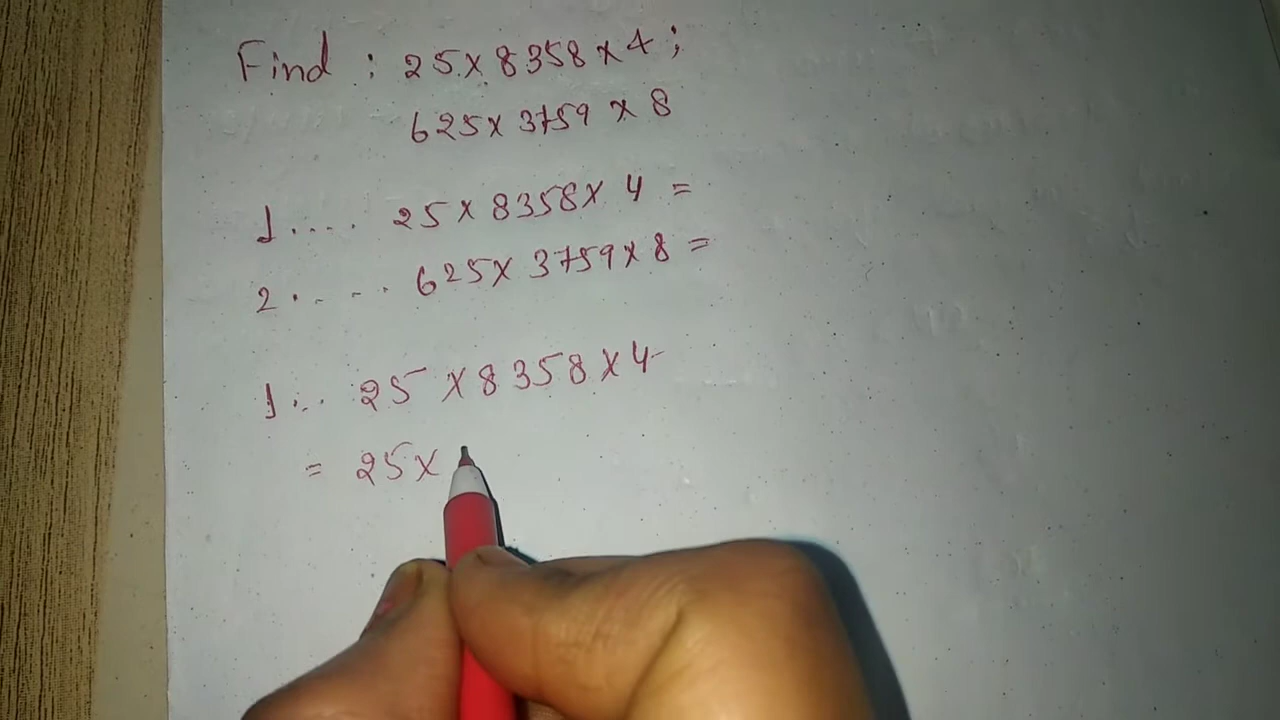 Find : 25 x 8358 x 4 ;
625 x 3759 x 8
1 .... 25 x 8358 x 4 =
2 .... 625 x 3759 x 8 =
1 ... 25 x 8358 x 4
= 25 x